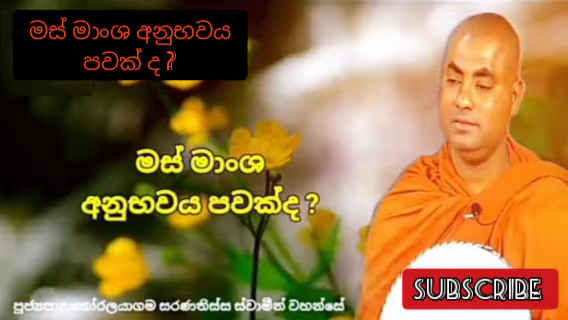 මස් මාංශ අනුභවය
පවක් ද ?
මස් මාංශ
අනුභවය පවක්ද ?
SUBSCRIBE
පූජ්‍යපාද කෝරලයාගම සරණතිස්ස ස්වාමීන් වහන්සේ